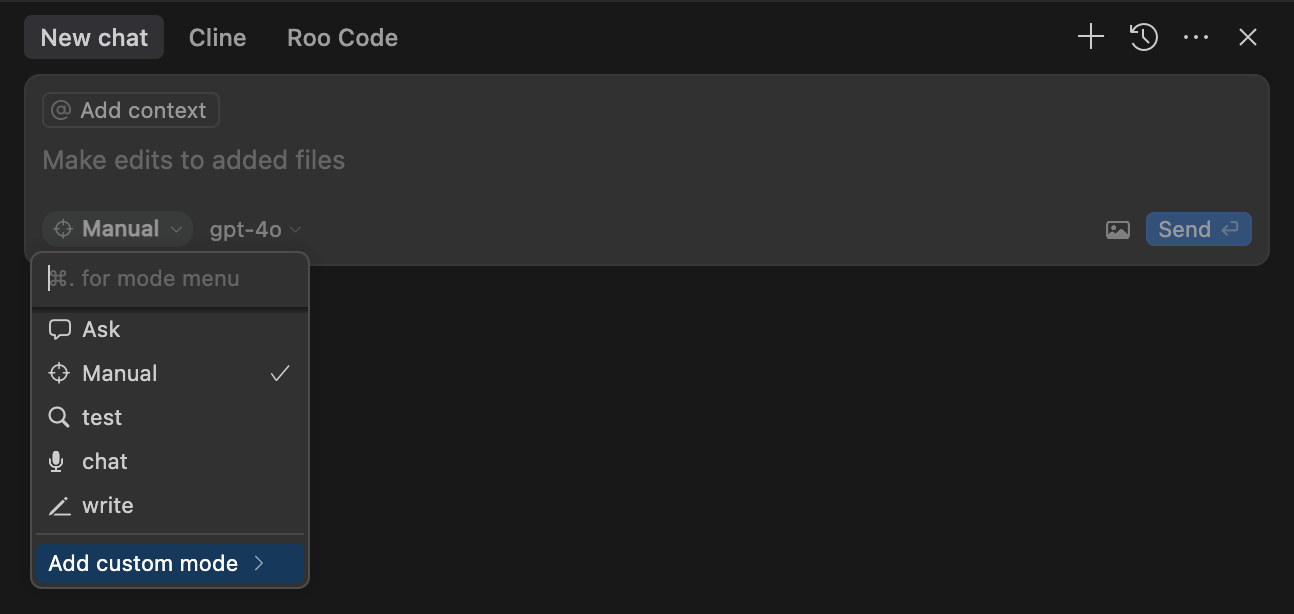 New chat Cline Roo Code
@ Add context
Make edits to added files
Manual gpt-4o Send
⌘. for mode menu
Ask
Manual
test
chat
write
Add custom mode